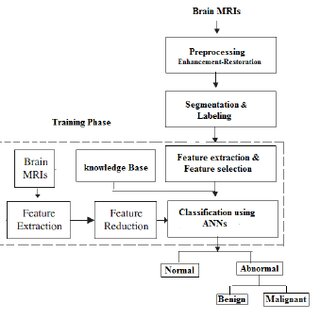 Brain MRIs
Preprocessing
Enhancement-Restoration
Segmentation &
Labeling
Training Phase
Brain
MRIs
knowledge Base
Feature extraction &
Feature selection
Feature
Extraction
Feature
Reduction
Classification using
ANNs
Normal
Abnormal
Benign
Malignant